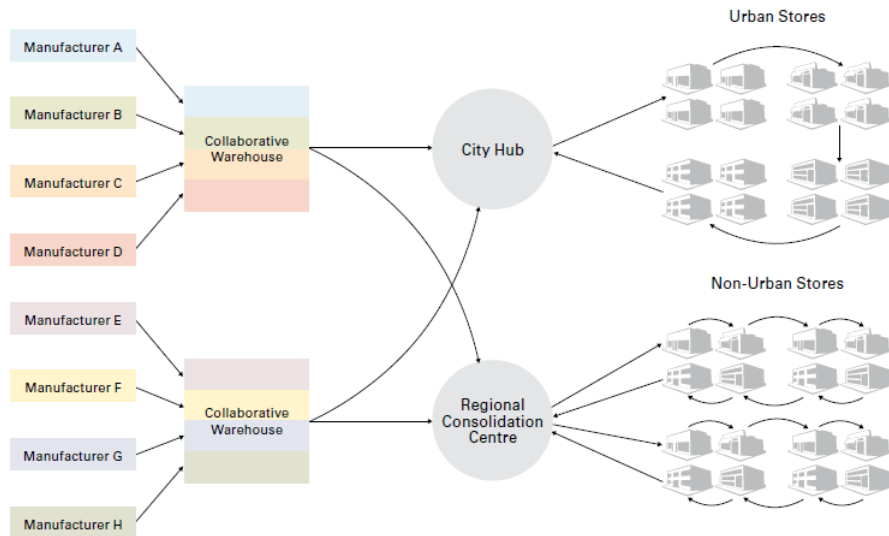 Urban Stores
Manufacturer A
Manufacturer B
Collaborative
Warehouse
City Hub
Manufacturer C
Manufacturer D
Non-Urban Stores
Manufacturer E
Manufacturer F
Collaborative
Warehouse
Regional
Consolidation
Centre
Manufacturer G
Manufacturer H